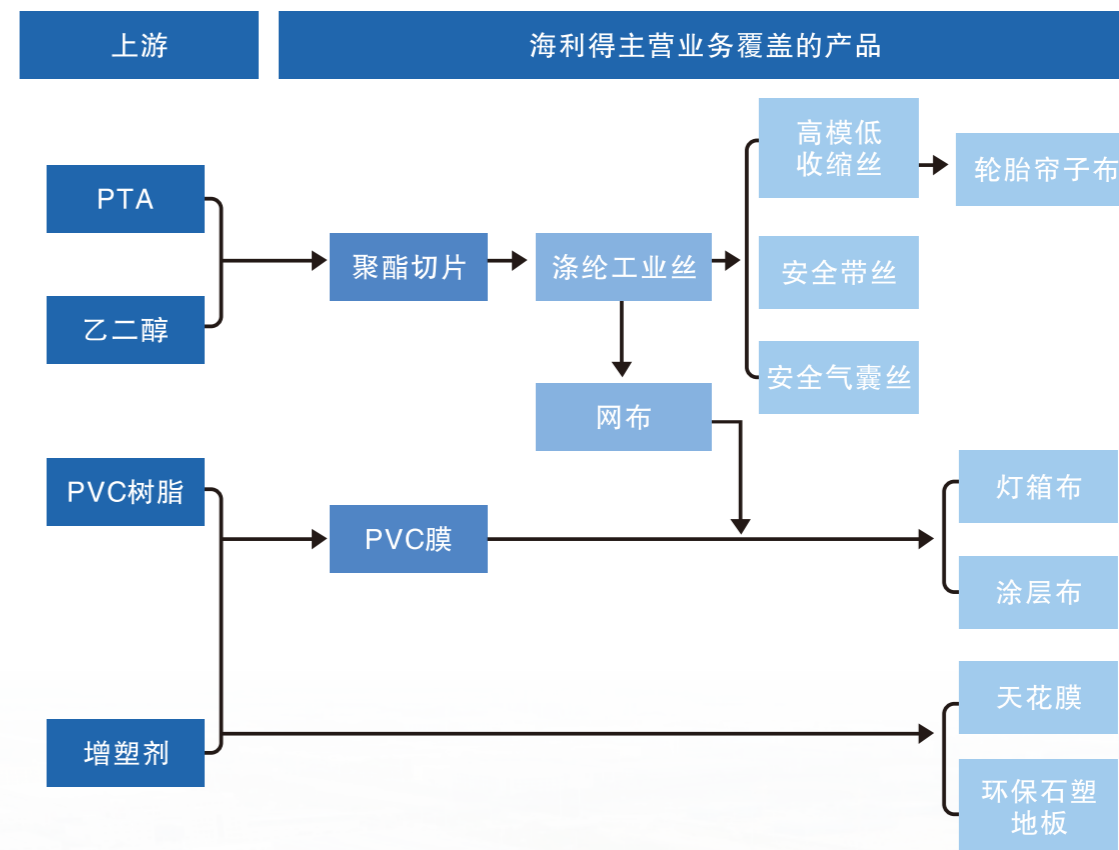 上游
海利得主营业务覆盖的产品
高模低
收缩丝
轮胎帘子布
PTA
聚酯切片
涤纶工业丝
安全带丝
乙二醇
安全气囊丝
网布
PVC树脂
PVC膜
灯箱布
涂层布
天花膜
增塑剂
环保石塑
地板